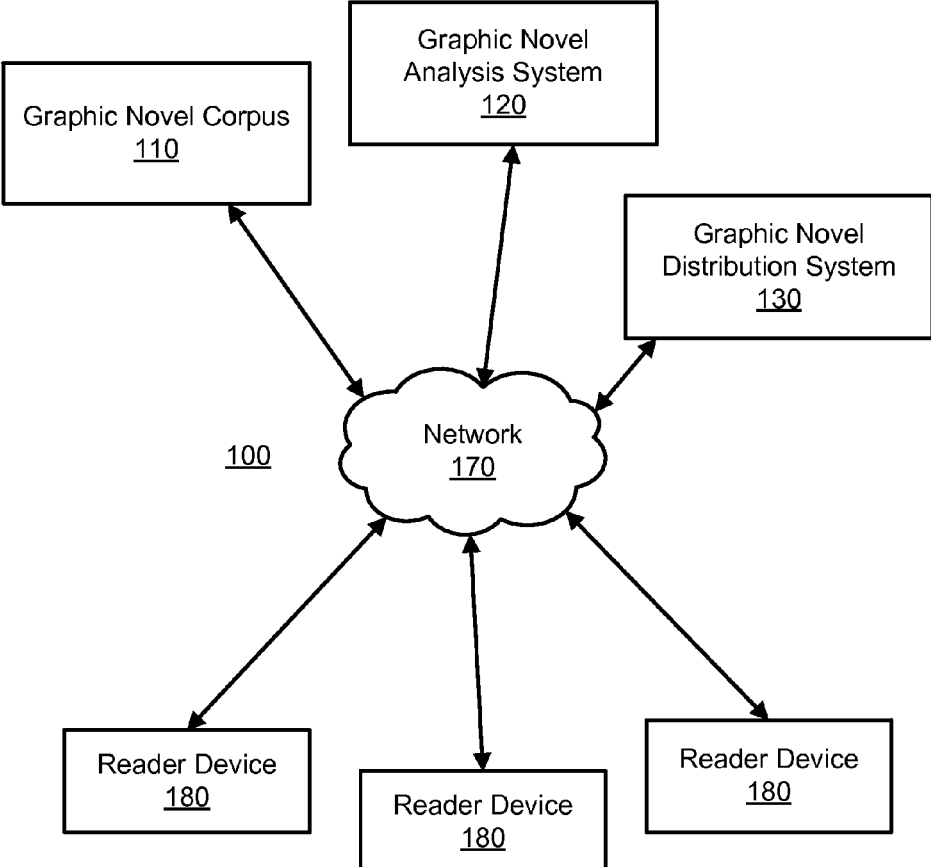 Graphic Novel
Analysis System
120
Graphic Novel Corpus
110
Graphic Novel
Distribution System
130
Network
170
100
Reader Device
180
Reader Device
180
Reader Device
180